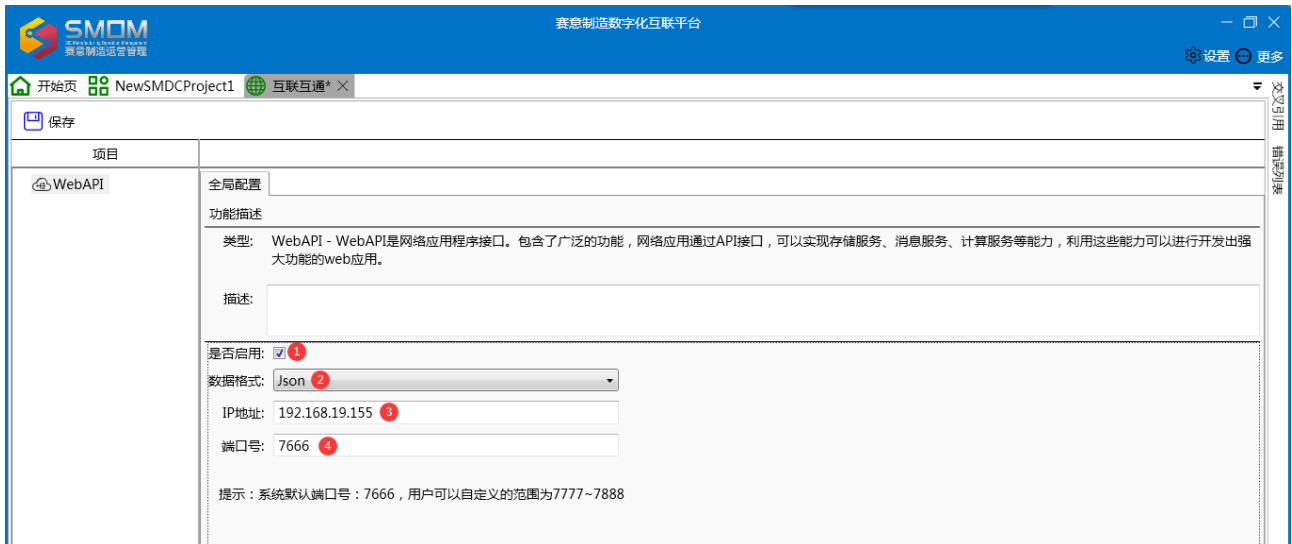 赛意制造数字化互联平台
SMOM
赛意制造运营管理
设置 更多
开始页 NewSMDCProject1 互联互通*
交叉引用
错误列表
保存
项目
WebAPI
全局配置
功能描述
类型: WebAPI - WebAPI是网络应用程序接口。包含了广泛的功能,网络应用通过API接口,可以实现存储服务、消息服务、计算服务等能力,利用这些能力可以进行开发出强
大功能的web应用。
描述:
是否启用: 1
数据格式: Json 2
IP地址: 192.168.19.155 3
端口号: 7666 4
提示:系统默认端口号:7666,用户可以自定义的范围为7777~7888